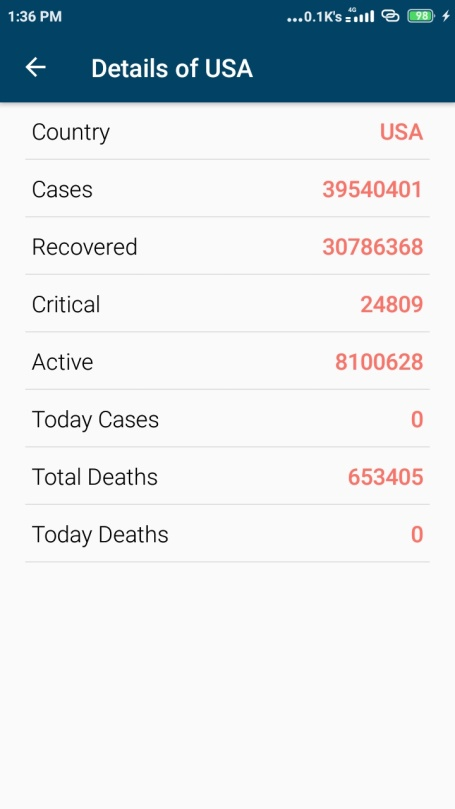 1:36 PM ...0.1K's 4G 98
Details of USA
Country USA
Cases 39540401
Recovered 30786368
Critical 24809
Active 8100628
Today Cases 0
Total Deaths 653405
Today Deaths 0